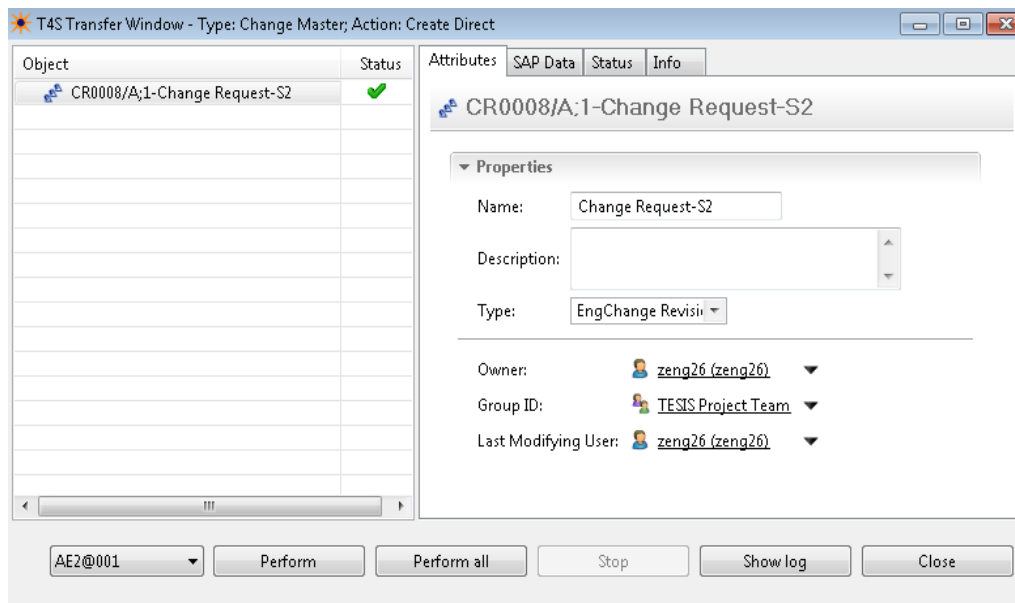 T4S Transfer Window - Type: Change Master; Action: Create Direct
Object Status
CR0008/A;1-Change Request-S2
Attributes SAP Data Status Info
CR0008/A;1-Change Request-S2
Properties
Name: Change Request-S2
Description:
Type: EngChange Revisi
Owner: zeng26 (zeng26)
Group ID: TESIS Project Team
Last Modifying User: zeng26 (zeng26)
AE2@001 Perform Perform all Stop Show log Close